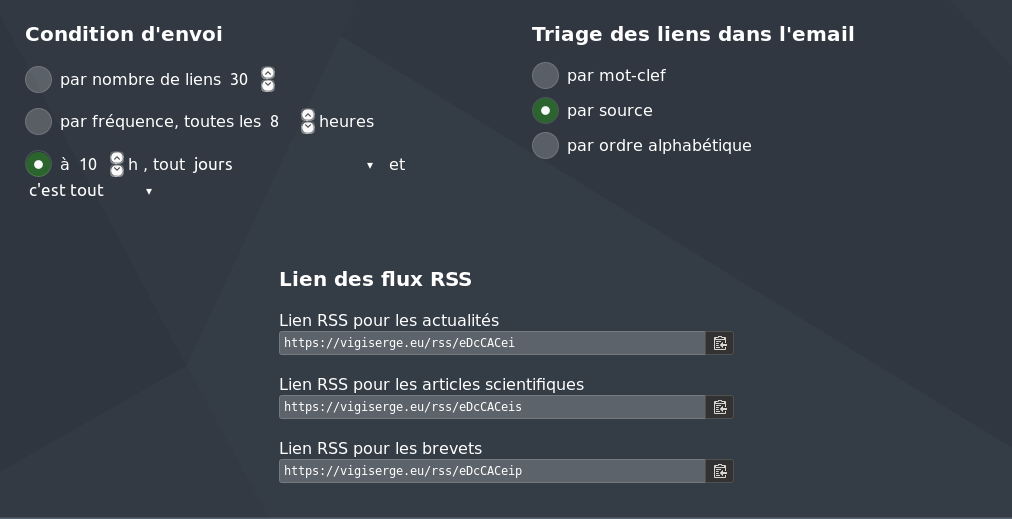 Condition d'envoi
par nombre de liens 30
par fréquence, toutes les 8 heures
à 10 h , tout jours et
c'est tout
Triage des liens dans l'email
par mot-clef
par source
par ordre alphabétique
Lien des flux RSS
Lien RSS pour les actualités
https://vigiserge.eu/rss/eDcCACei
Lien RSS pour les articles scientifiques
https://vigiserge.eu/rss/eDcCACeis
Lien RSS pour les brevets
https://vigiserge.eu/rss/eDcCACeip